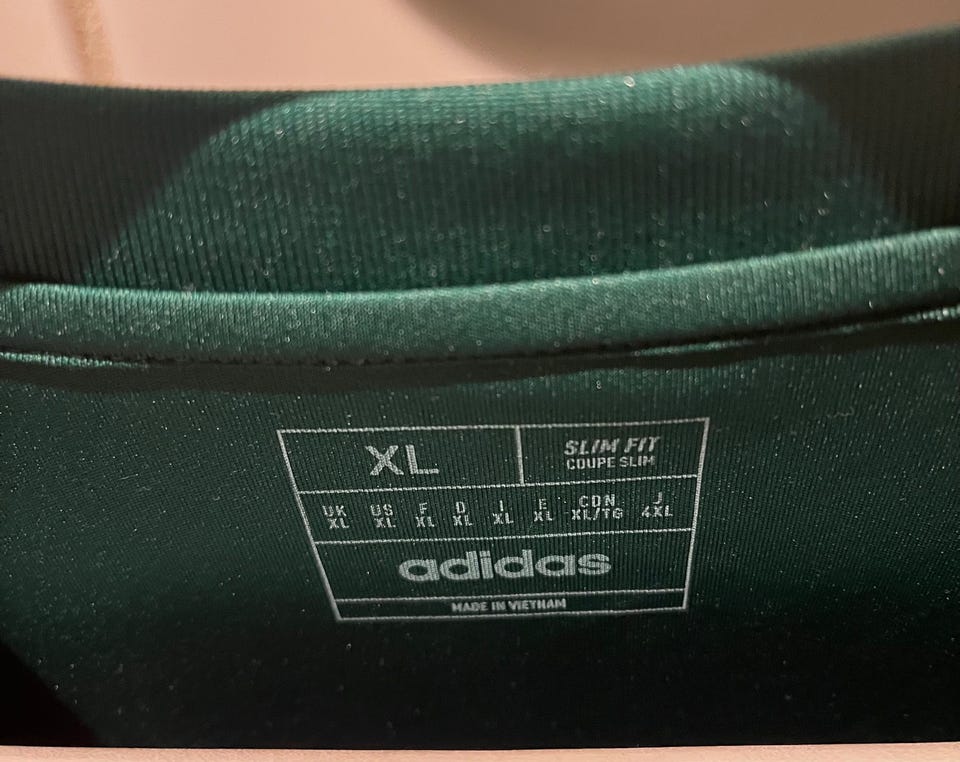 XL
SLIM FIT
COUPE SLIM
UK US F D I E CDN J
XL XL XL XL XL XL XL/TG 4XL
adidas
MADE IN VIETNAM